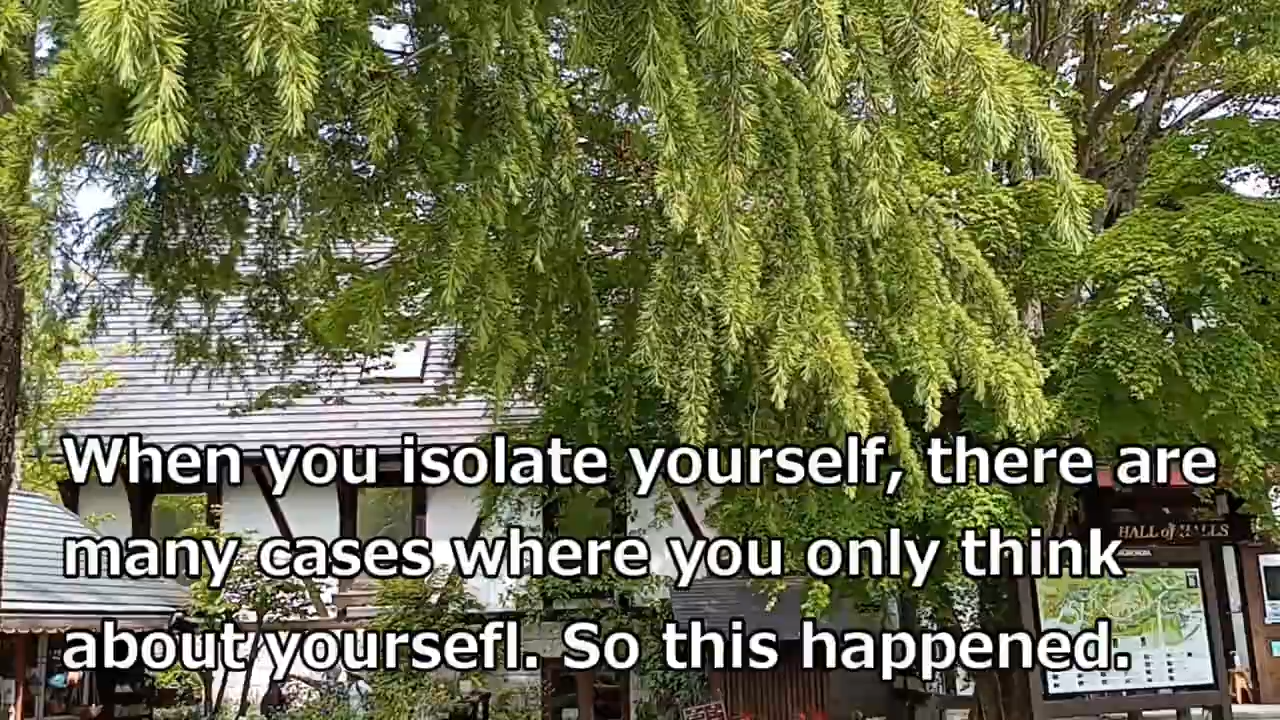 When you isolate yourself, there are
many cases where you only think
about yoursefl. So this happened.
HALL of HALLS